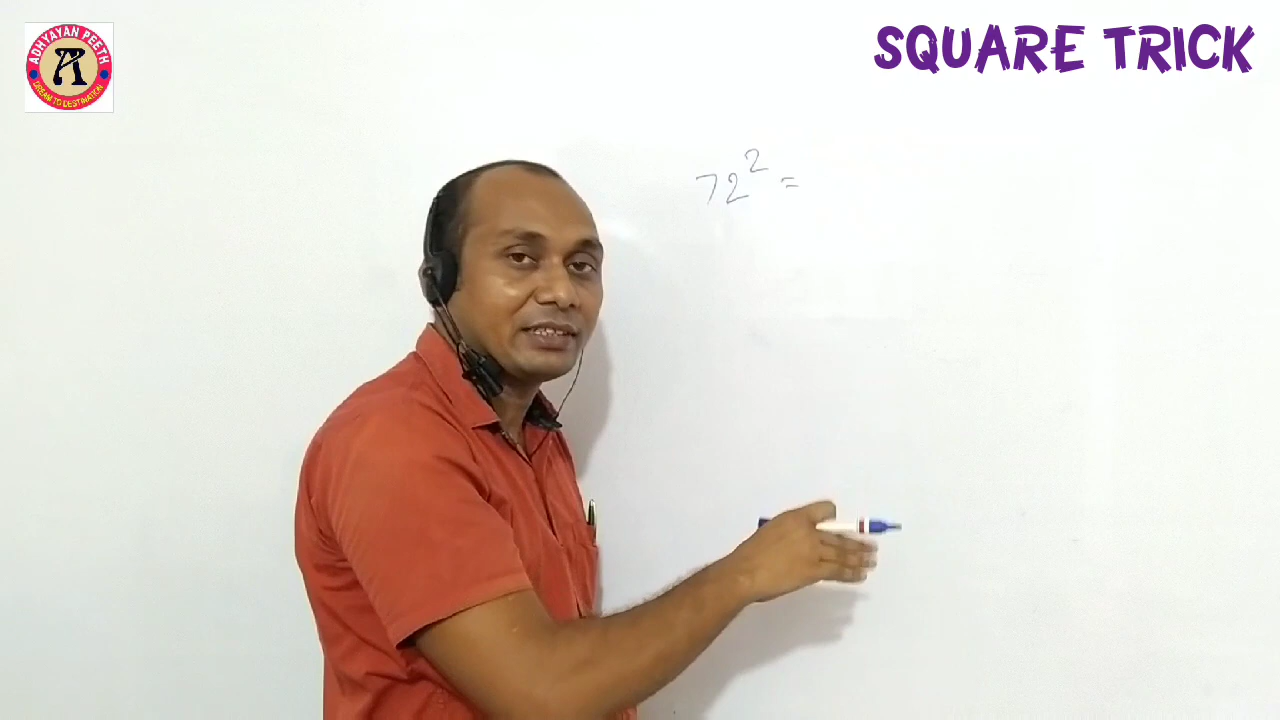 ADHYAYAN PEETH
A
DREAM TO DESTINATION
SQUARE TRICK
72² =